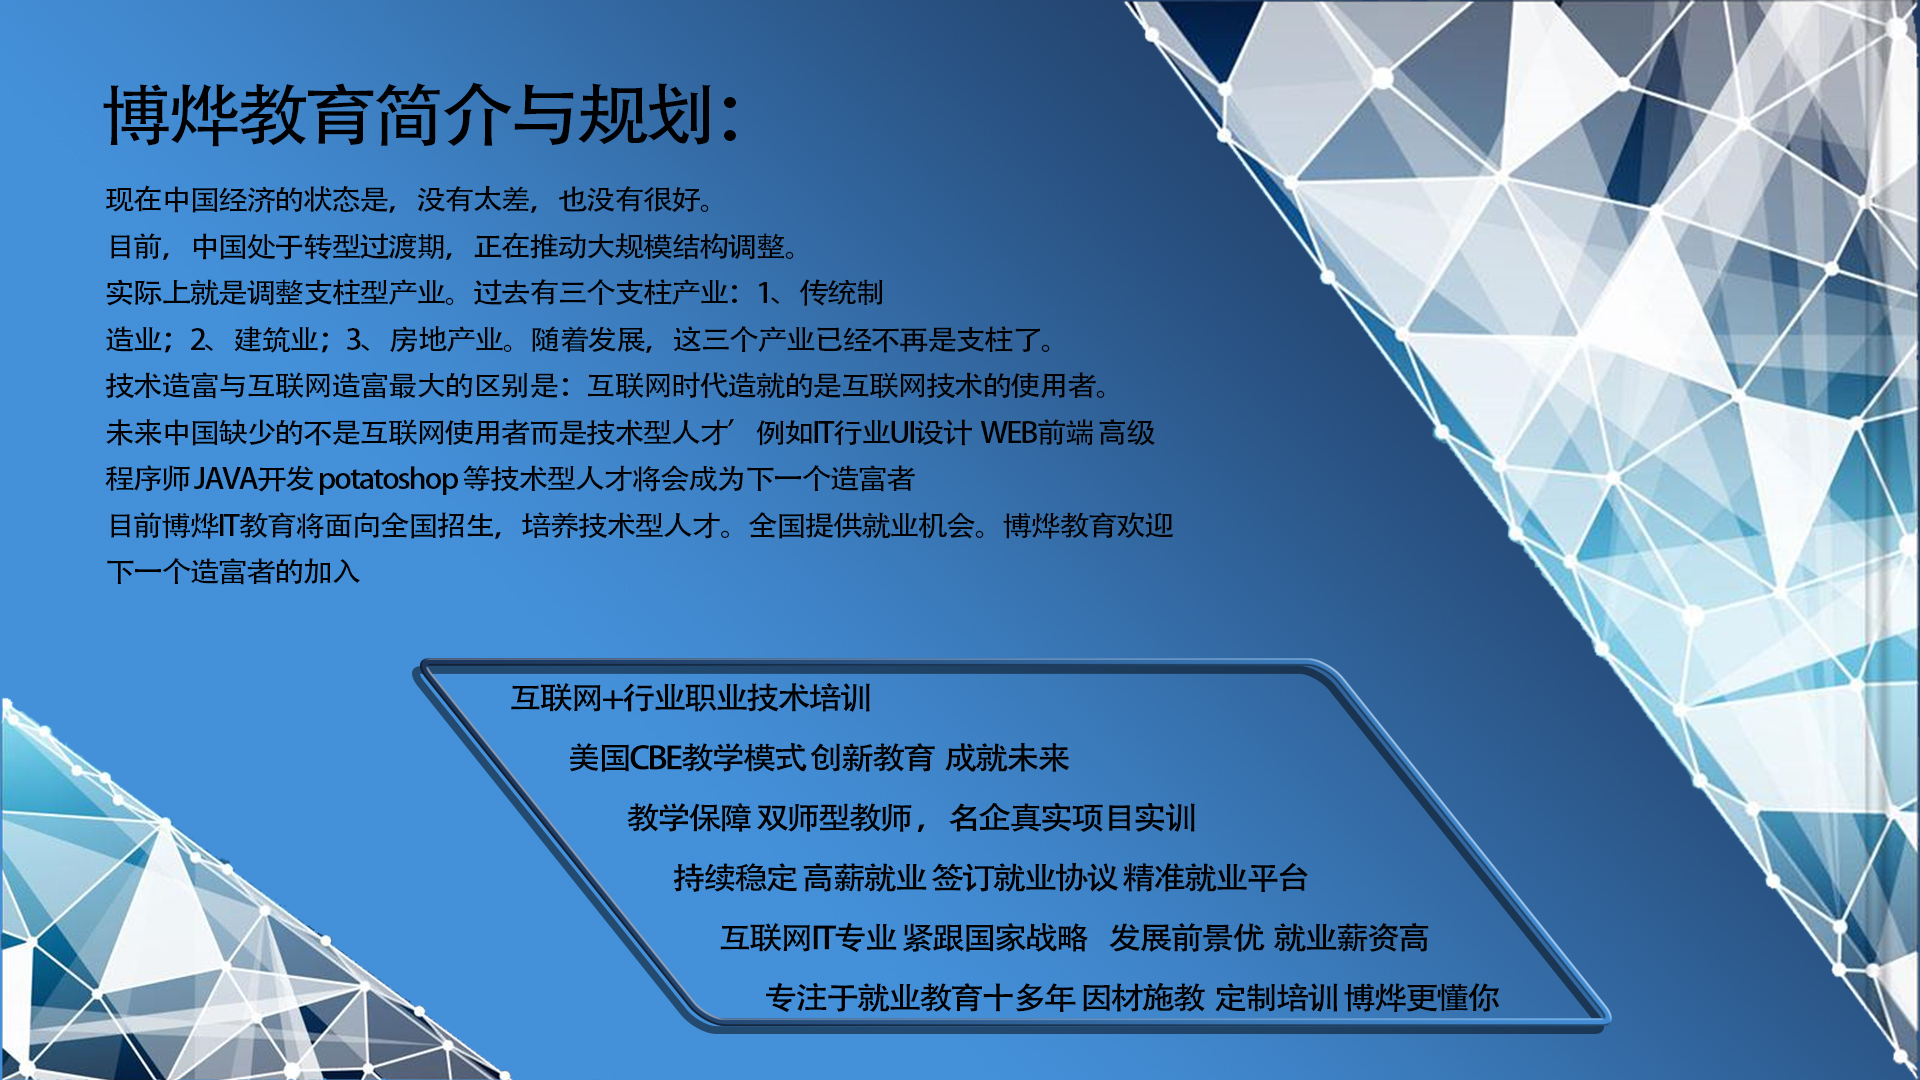 博烨教育简介与规划：
现在中国经济的状态是，没有太差，也没有很好。
目前，中国处于转型过渡期，正在推动大规模结构调整。
实际上就是调整支柱型产业。过去有三个支柱产业：1、传统制
造业；2、建筑业；3、房地产业。随着发展，这三个产业已经不再是支柱了。
技术造富与互联网造富最大的区别是：互联网时代造就的是互联网技术的使用者。
未来中国缺少的不是互联网使用者而是技术型人才′ 例如IT行业UI设计 WEB前端 高级
程序师 JAVA开发 potatoshop 等技术型人才将会成为下一个造富者
目前博烨IT教育将面向全国招生，培养技术型人才。全国提供就业机会。博烨教育欢迎
下一个造富者的加入
互联网+行业职业技术培训
美国CBE教学模式 创新教育 成就未来
教学保障 双师型教师， 名企真实项目实训
持续稳定 高薪就业 签订就业协议 精准就业平台
互联网IT专业 紧跟国家战略 发展前景优 就业薪资高
专注于就业教育十多年 因材施教 定制培训 博烨更懂你